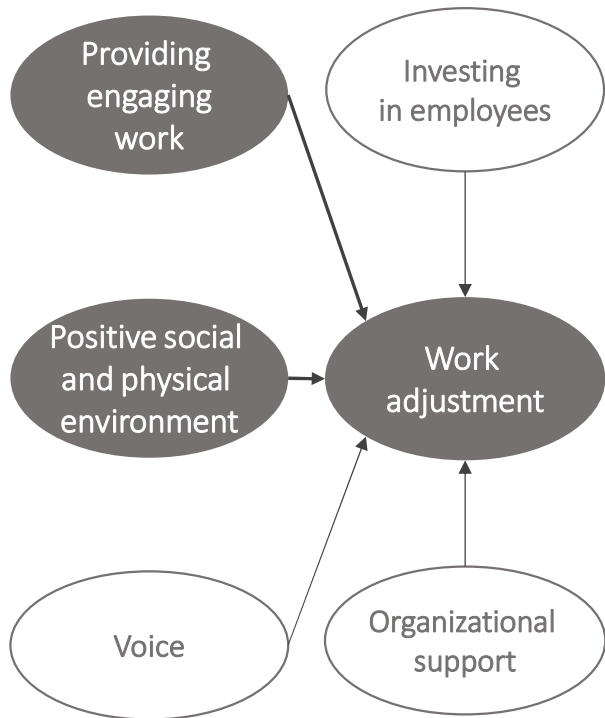 Providing
engaging
work
Investing
in employees
Positive social
and physical
environment
Work
adjustment
Voice
Organizational
support